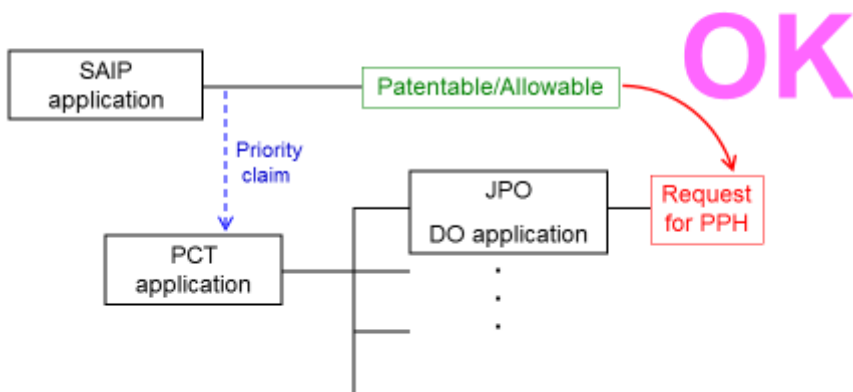 OK
SAIP
application
Patentable/Allowable
Priority
claim
JPO
DO application
Request
for PPH
PCT
application